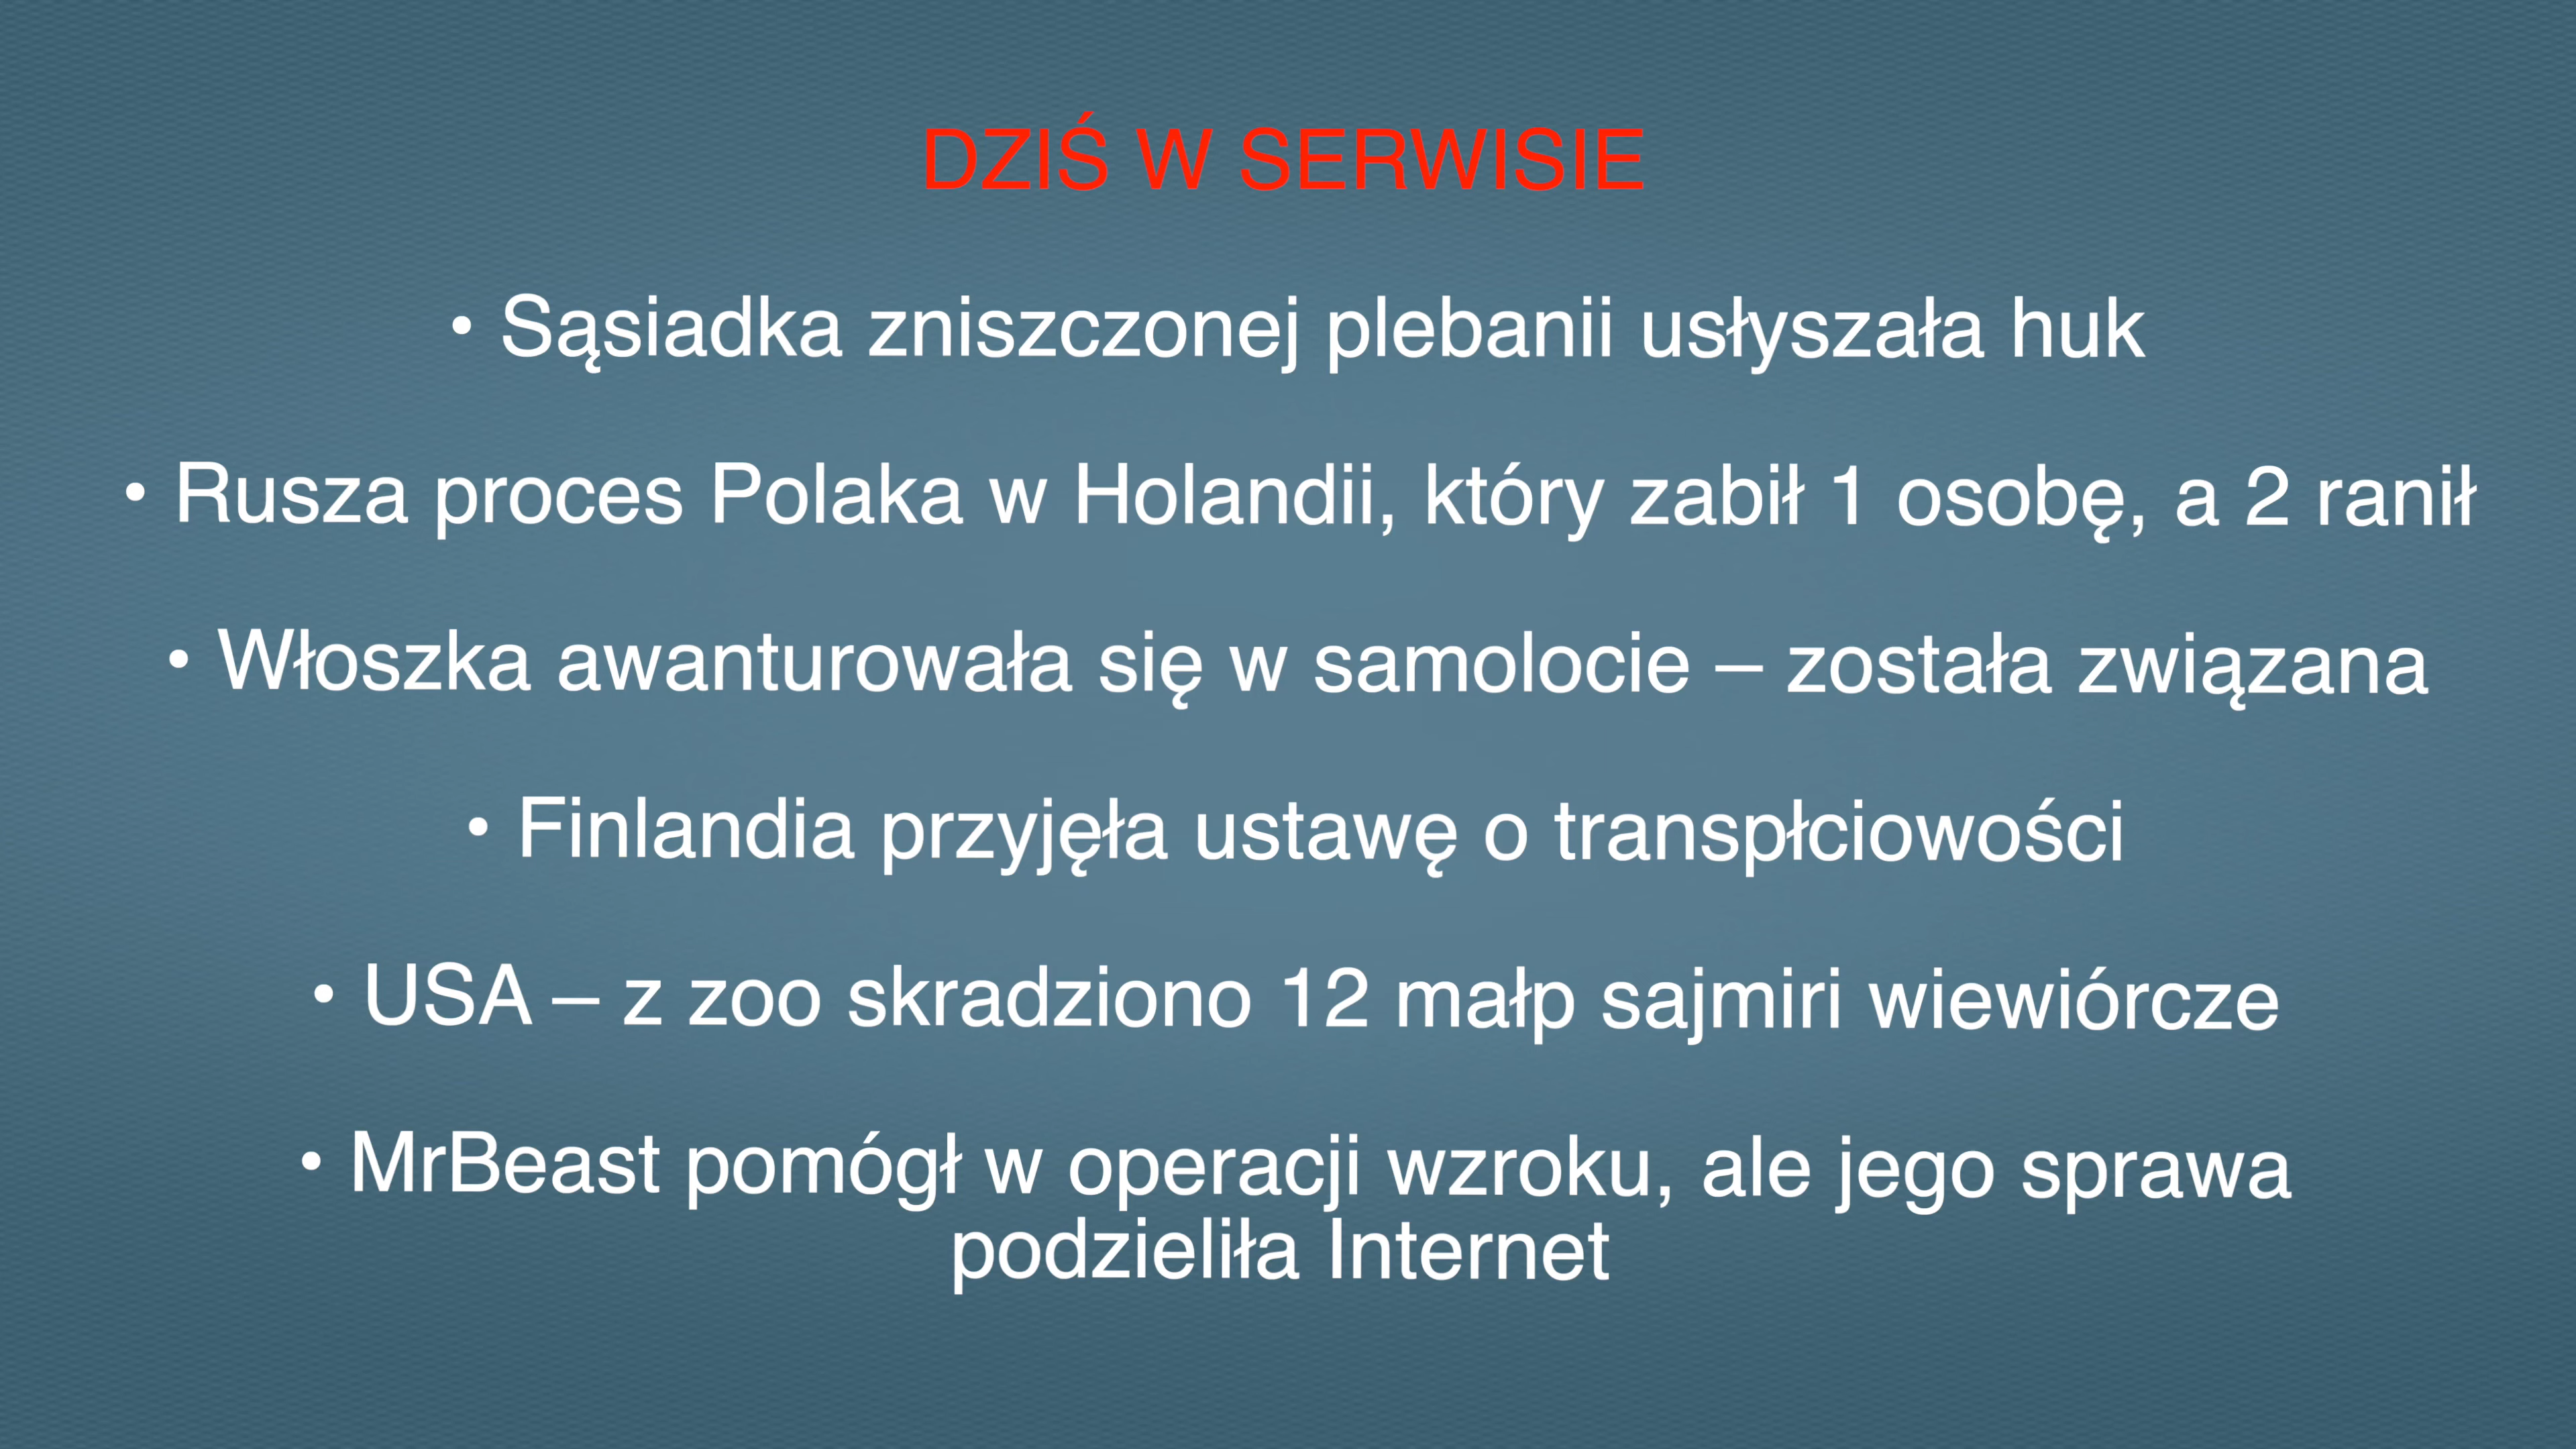 DZIŚ W SERWISIE
• Sąsiadka zniszczonej plebanii usłyszała huk
• Rusza proces Polaka w Holandii, który zabił 1 osobę, a 2 ranił
• Włoszka awanturowała się w samolocie – została związana
• Finlandia przyjęła ustawę o transpłciowości
• USA – z zoo skradziono 12 małp sajmiri wiewiórcze
• MrBeast pomógł w operacji wzroku, ale jego sprawa
podzieliła Internet